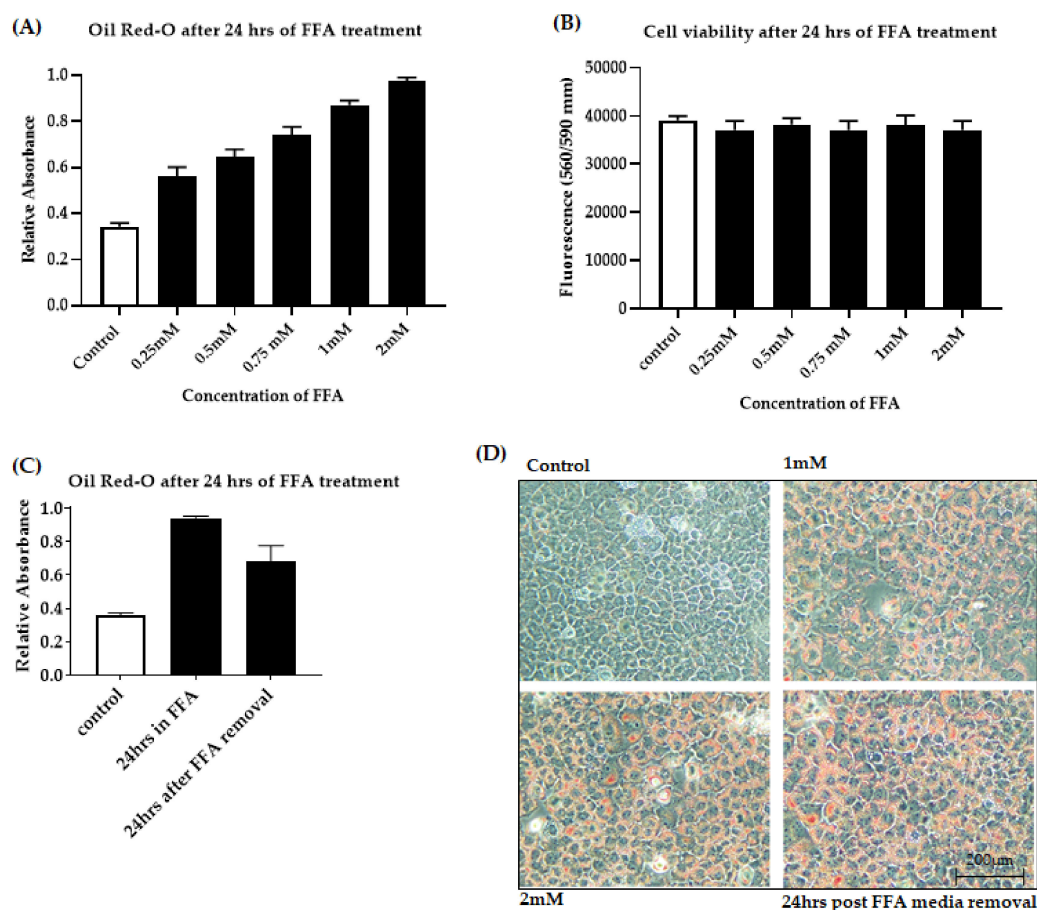 (A)
Oil Red-O after 24 hrs of FFA treatment
Relative Absorbance
1.0
0.8
0.6
0.4
0.2
0.0
Control
0.25mM
0.5mM
0.75 mM
1mM
2mM
Concentration of FFA
(B)
Cell viability after 24 hrs of FFA treatment
Fluorescence (560/590 mm)
50000
40000
30000
20000
10000
0
control
0.25mM
0.5mM
0.75 mM
1mM
2mM
Concentration of FFA
(C)
Oil Red-O after 24 hrs of FFA treatment
Relative Absorbance
1.0
0.8
0.6
0.4
0.2
0.0
control
24hrs in FFA
24hrs after FFA removal
(D)
Control
1mM
200µm
2mM
24hrs post FFA media removal